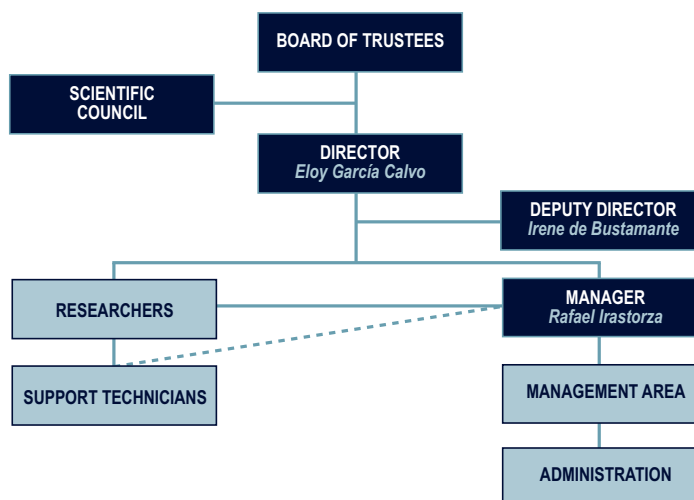 BOARD OF TRUSTEES
SCIENTIFIC
COUNCIL
DIRECTOR
Eloy García Calvo
DEPUTY DIRECTOR
Irene de Bustamante
RESEARCHERS
MANAGER
Rafael Irastorza
SUPPORT TECHNICIANS
MANAGEMENT AREA
ADMINISTRATION